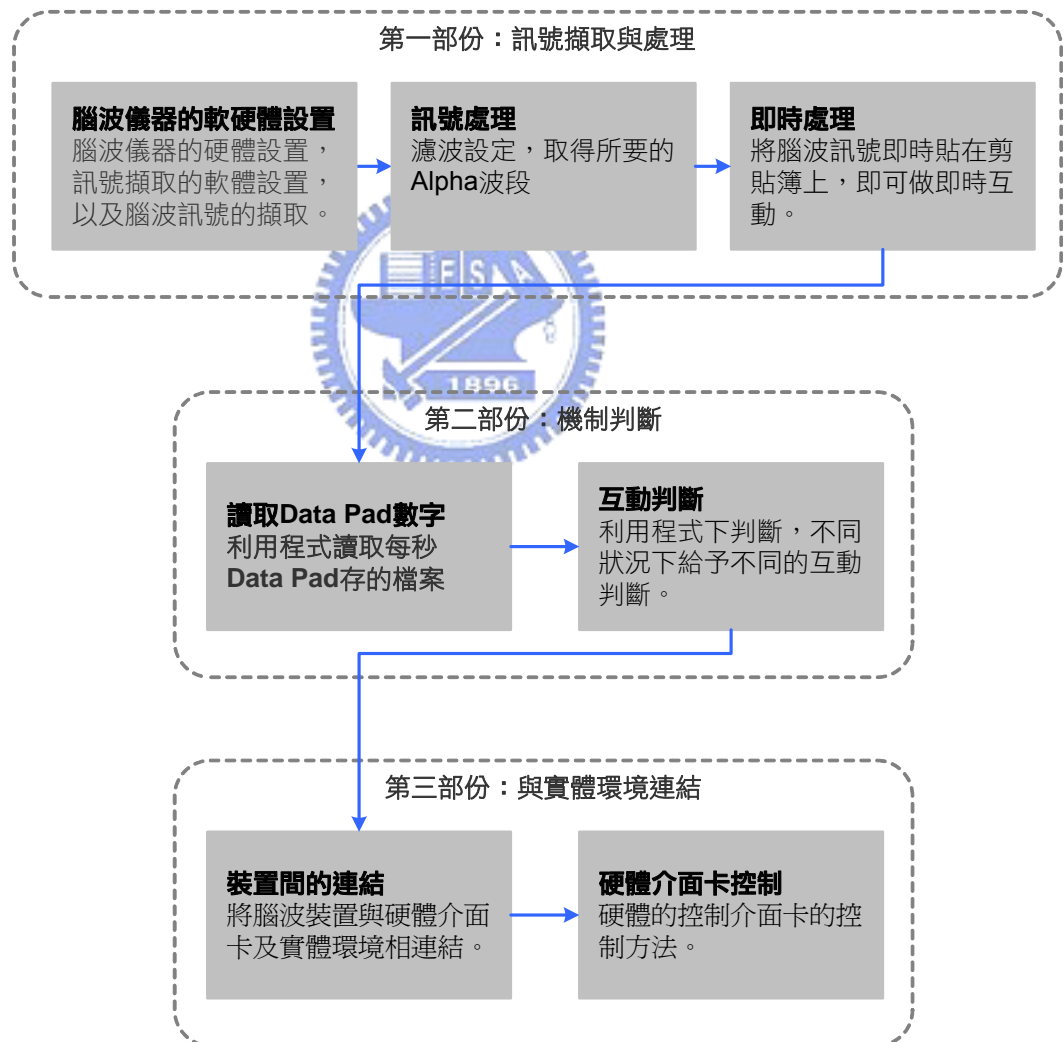 第一部份：訊號擷取與處理
腦波儀器的軟硬體設置
腦波儀器的硬體設置，
訊號擷取的軟體設置，
以及腦波訊號的擷取。
訊號處理
濾波設定，取得所要的
Alpha波段
即時處理
將腦波訊號即時貼在剪
貼簿上，即可做即時互
動。
ESA
1896
第二部份：機制判斷
讀取Data Pad數字
利用程式讀取每秒
Data Pad存的檔案
互動判斷
利用程式下判斷，不同
狀況下給予不同的互動
判斷。
第三部份：與實體環境連結
裝置間的連結
將腦波裝置與硬體介面
卡及實體環境相連結。
硬體介面卡控制
硬體的控制介面卡的控
制方法。